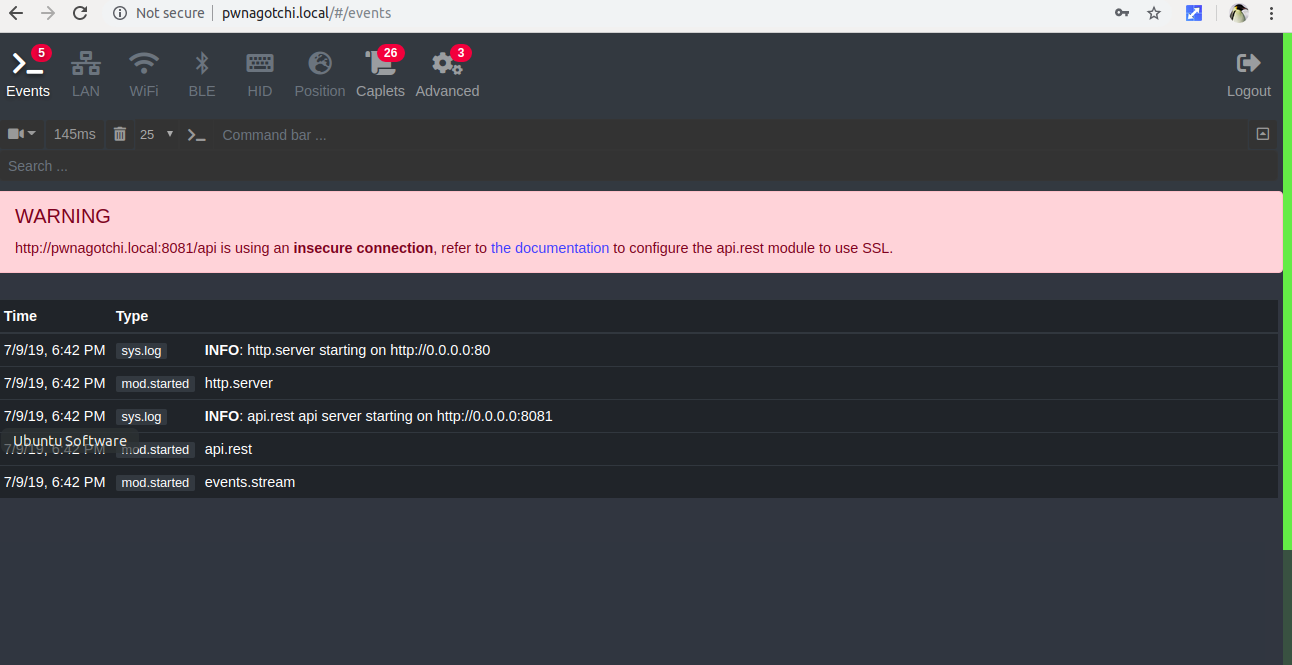 Not secure | pwnagotchi.local/#/events
5 26 3
Events LAN WiFi BLE HID Position Caplets Advanced Logout
145ms 25 Command bar ...
Search ...
WARNING
http://pwnagotchi.local:8081/api is using an insecure connection, refer to the documentation to configure the api.rest module to use SSL.
Time Type
7/9/19, 6:42 PM sys.log INFO: http.server starting on http://0.0.0.0:80
7/9/19, 6:42 PM mod.started http.server
7/9/19, 6:42 PM sys.log INFO: api.rest api server starting on http://0.0.0.0:8081
Ubuntu Software
7/9/19, 6:42 PM mod.started api.rest
7/9/19, 6:42 PM mod.started events.stream